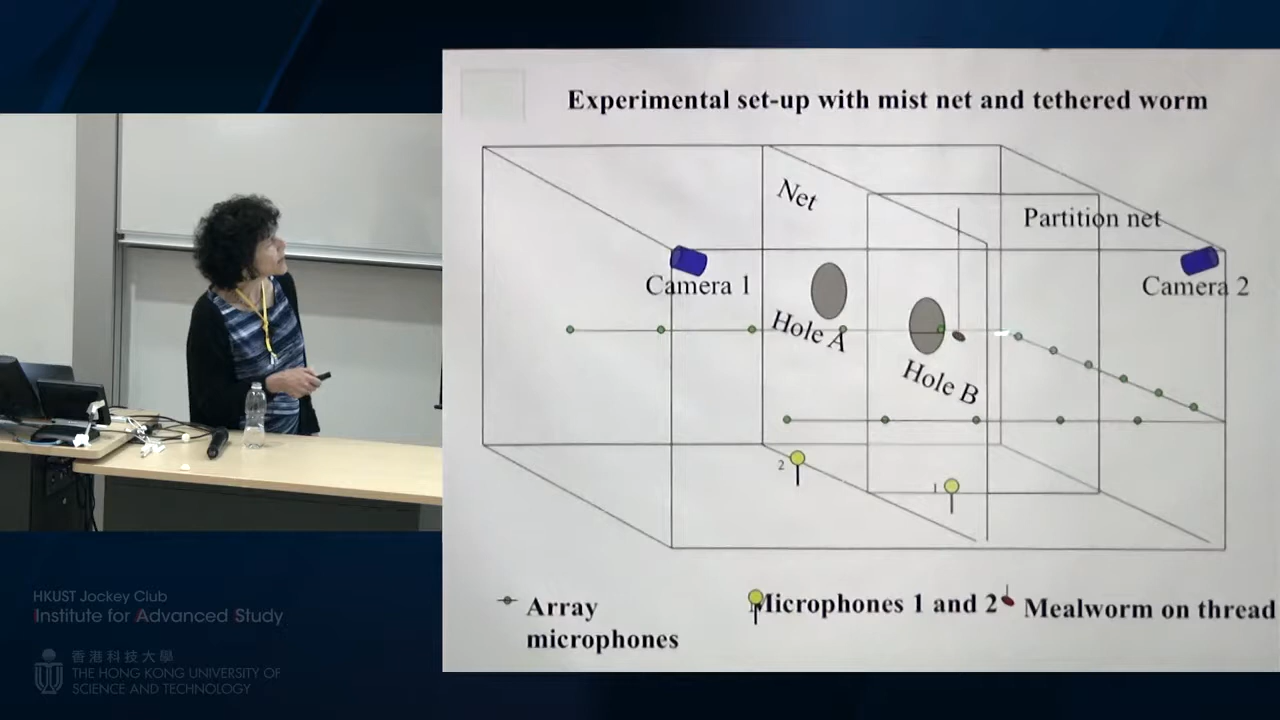 Experimental set-up with mist net and tethered worm
Net
Partition net
Camera 1
Camera 2
Hole A
Hole B
2
1
Array
microphones
Microphones 1 and 2
Mealworm on thread
HKUST Jockey Club
Institute for Advanced Study
香港科技大學
THE HONG KONG UNIVERSITY OF
SCIENCE AND TECHNOLOGY